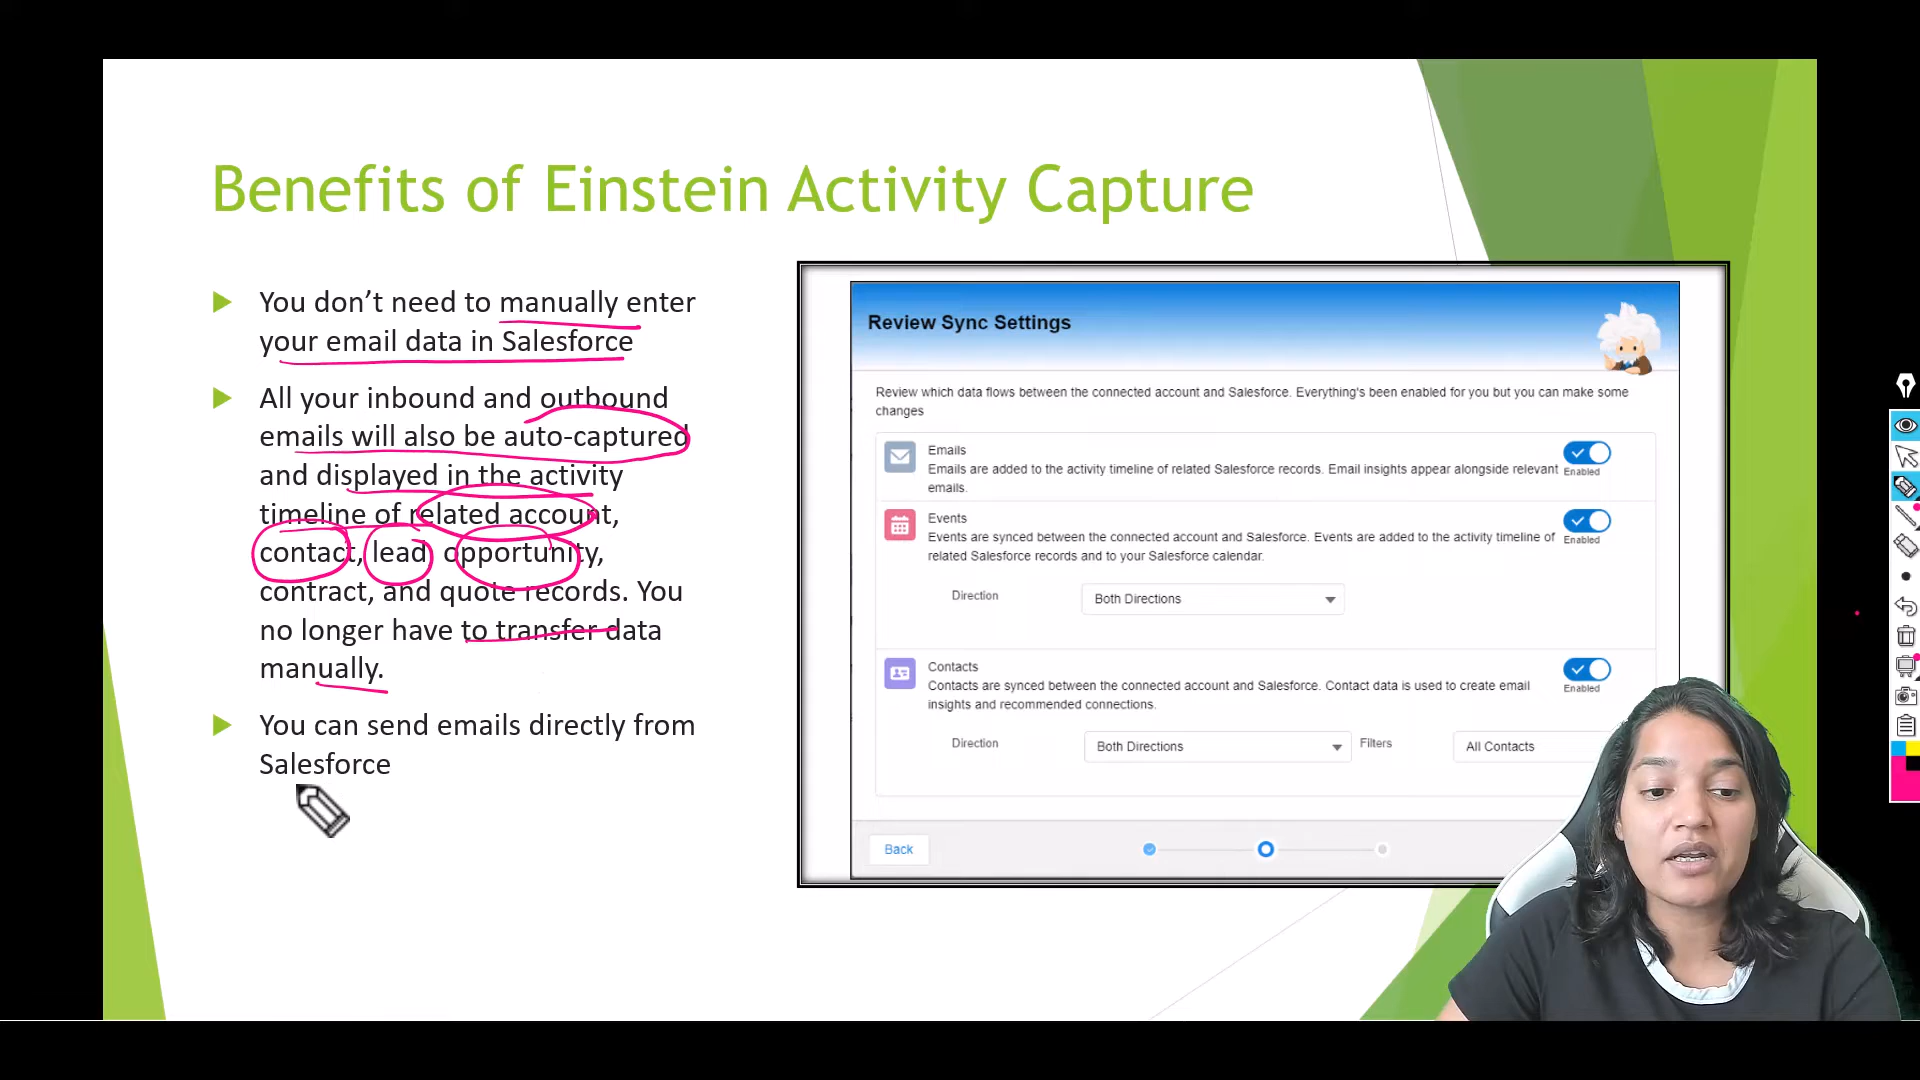 Benefits of Einstein Activity Capture
You don't need to manually enter
your email data in Salesforce
All your inbound and outbound
emails will also be auto-captured
and displayed in the activity
timeline of related account,
contact, lead opportunity,
contract, and quote records. You
no longer have to transfer data
manually.
You can send emails directly from
Salesforce
Review Sync Settings
Review which data flows between the connected account and Salesforce. Everything's been enabled for you but you can make some
changes
Emails
Emails are added to the activity timeline of related Salesforce records. Email insights appear alongside relevant
emails.
Enabled
Events
Events are synced between the connected account and Salesforce. Events are added to the activity timeline of
related Salesforce records and to your Salesforce calendar.
Enabled
Direction
Both Directions
Contacts
Contacts are synced between the connected account and Salesforce. Contact data is used to create email
insights and recommended connections.
Enabled
Direction
Both Directions
Filters
All Contacts
Back